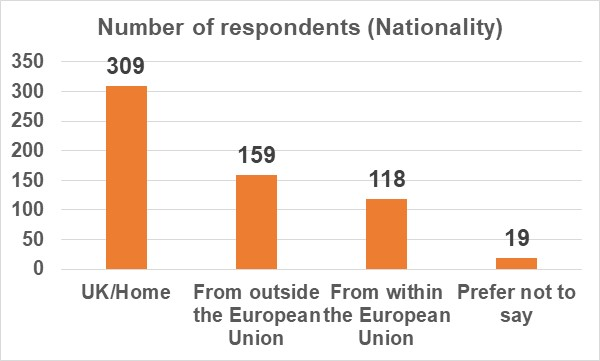 Number of respondents (Nationality)
350
300
250
200
150
100
50
0
309
159
118
19
UK/Home
From outside
the European
Union
From within
the European
Union
Prefer not to
say